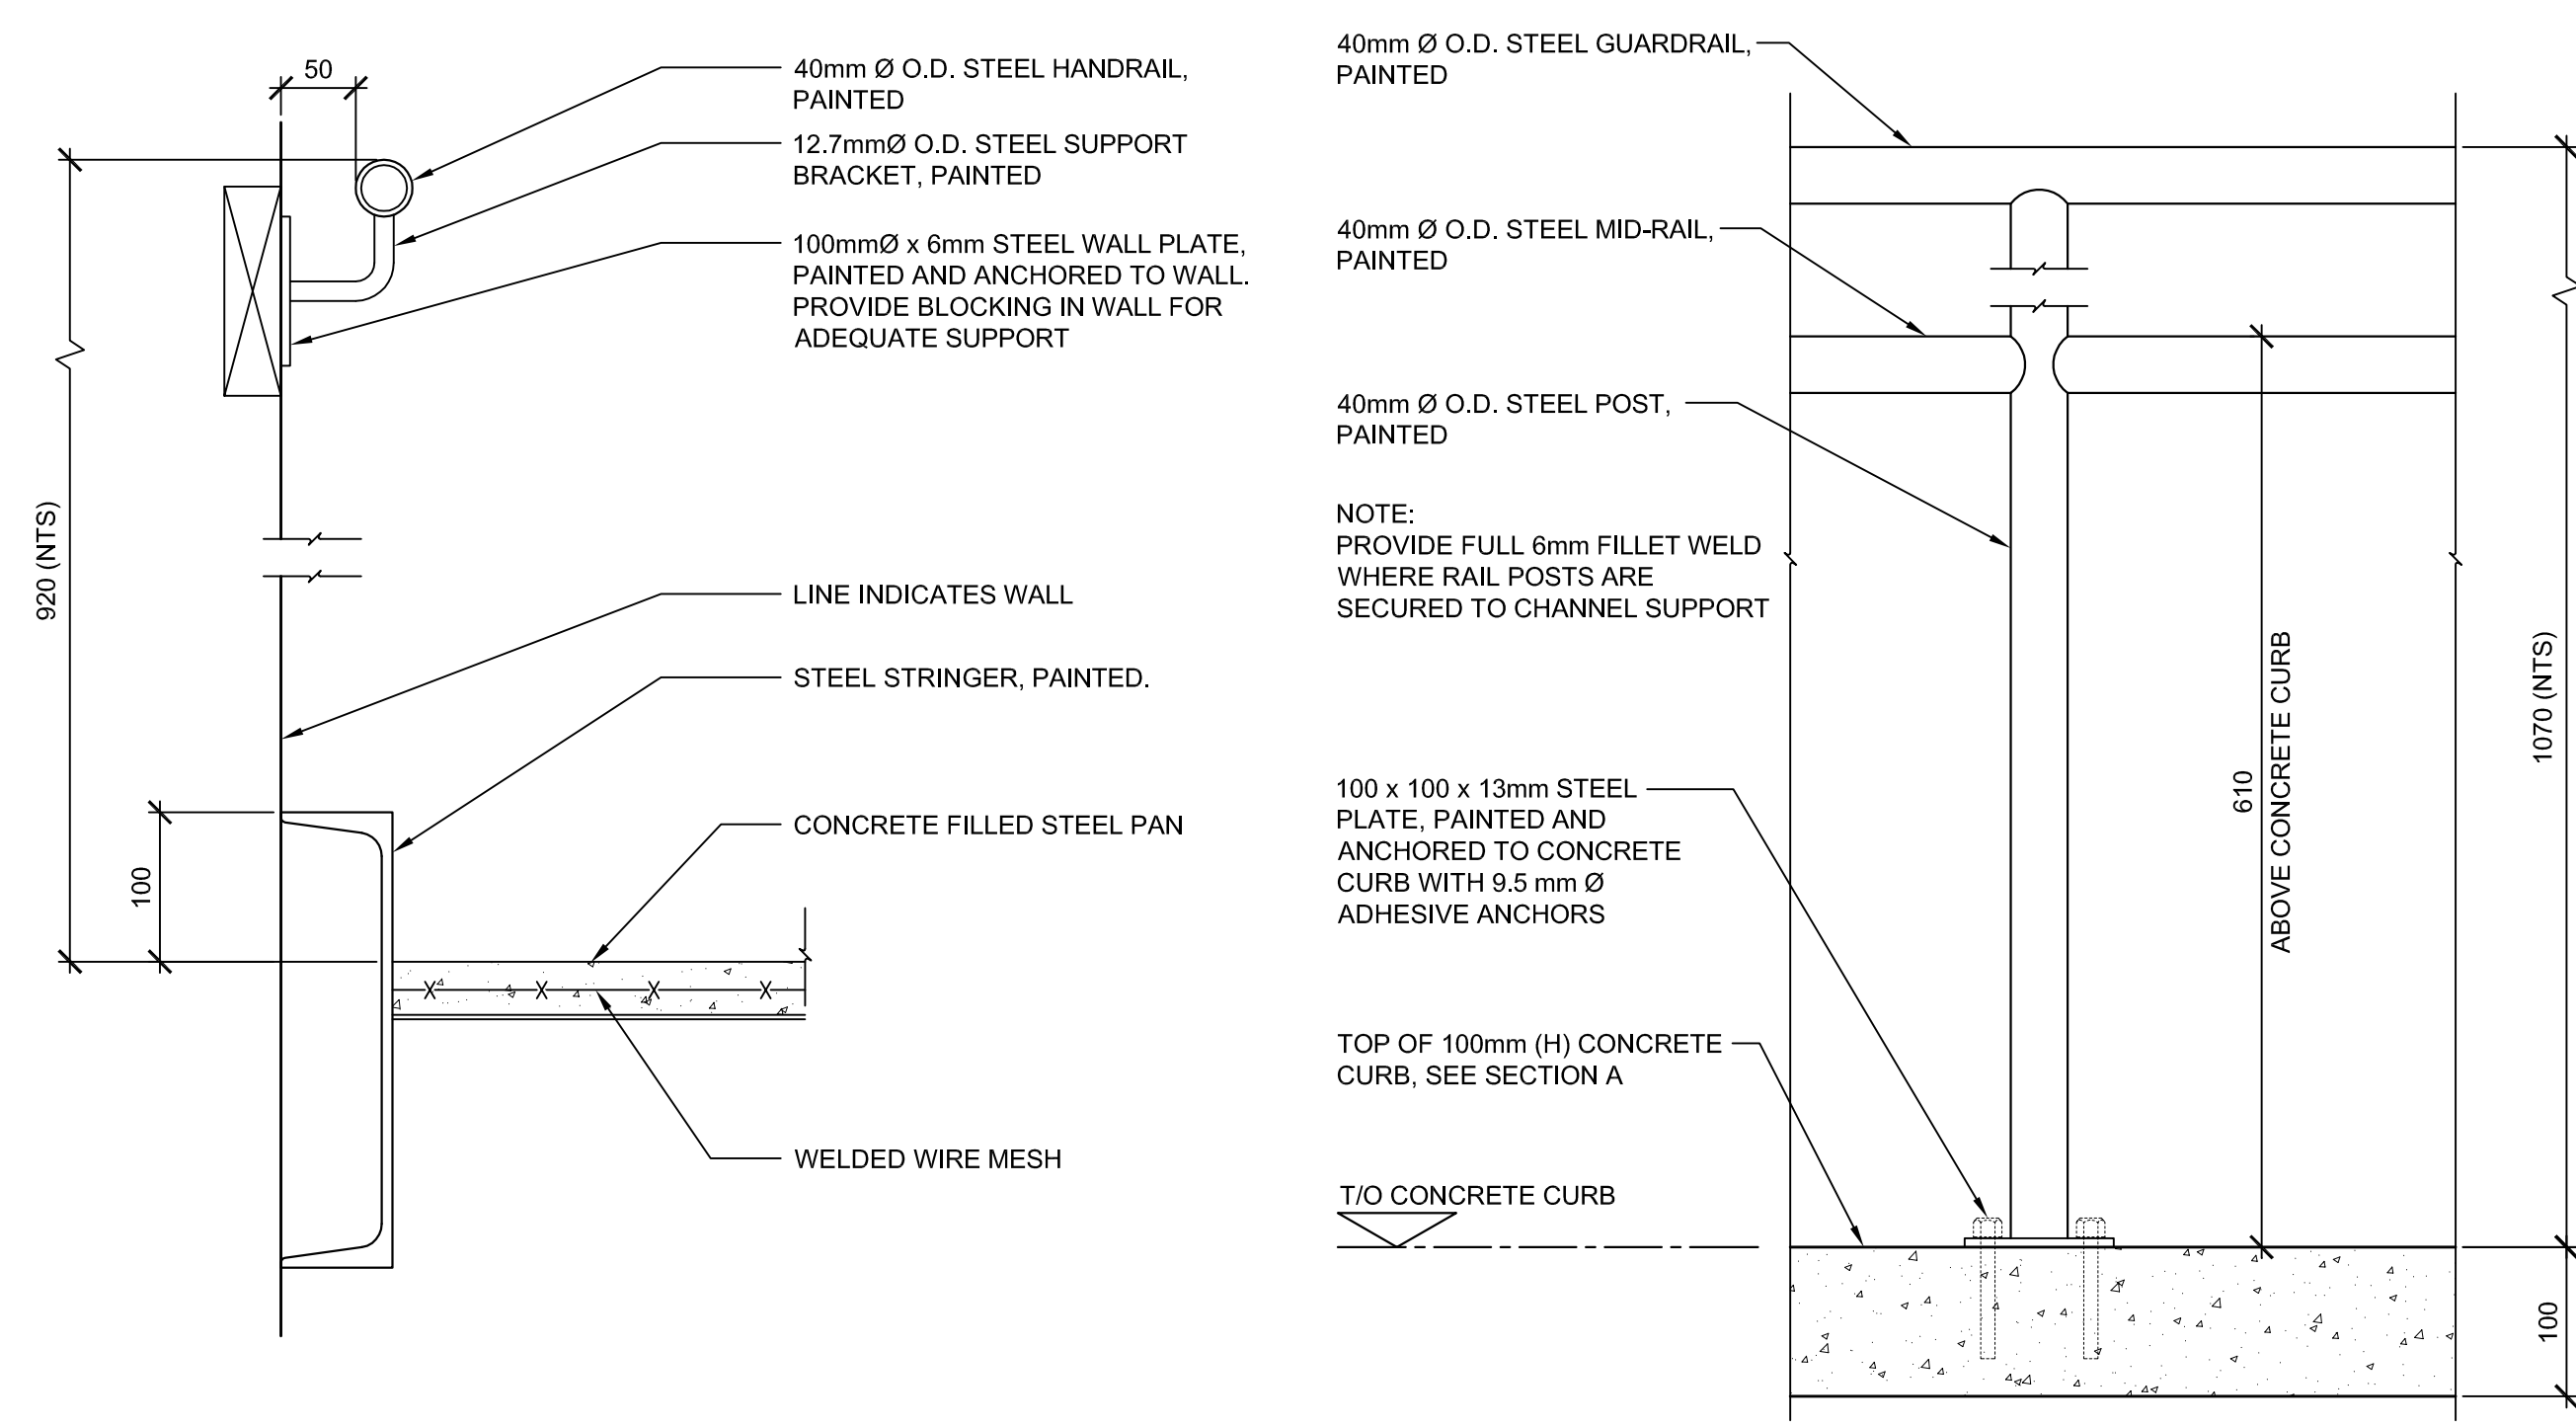 50
40mm Ø O.D. STEEL HANDRAIL,
PAINTED
12.7mmØ O.D. STEEL SUPPORT
BRACKET, PAINTED
100mmØ x 6mm STEEL WALL PLATE,
PAINTED AND ANCHORED TO WALL.
PROVIDE BLOCKING IN WALL FOR
ADEQUATE SUPPORT
920 (NTS)
LINE INDICATES WALL
STEEL STRINGER, PAINTED.
100
CONCRETE FILLED STEEL PAN
WELDED WIRE MESH
40mm Ø O.D. STEEL GUARDRAIL,
PAINTED
40mm Ø O.D. STEEL MID-RAIL,
PAINTED
40mm Ø O.D. STEEL POST,
PAINTED
NOTE:
PROVIDE FULL 6mm FILLET WELD
WHERE RAIL POSTS ARE
SECURED TO CHANNEL SUPPORT
100 x 100 x 13mm STEEL
PLATE, PAINTED AND
ANCHORED TO CONCRETE
CURB WITH 9.5 mm Ø
ADHESIVE ANCHORS
TOP OF 100mm (H) CONCRETE
CURB, SEE SECTION A
T/O CONCRETE CURB
610
ABOVE CONCRETE CURB
1070 (NTS)
100